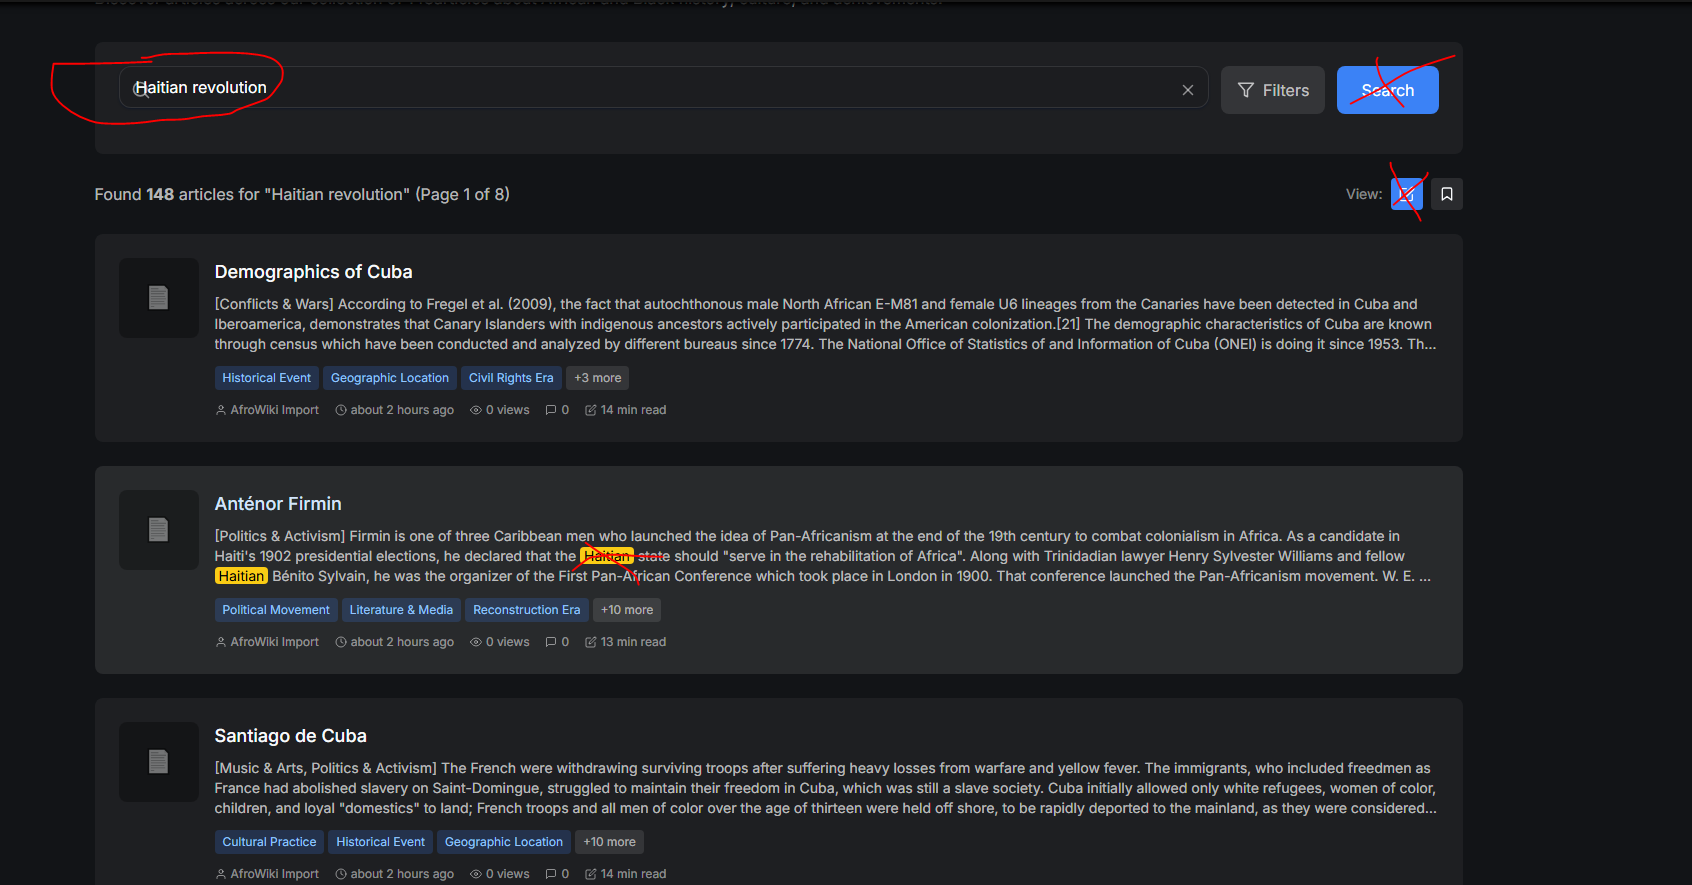 Haitian revolution
Filters
Search
Found 148 articles for "Haitian revolution" (Page 1 of 8)
View:
Demographics of Cuba
[Conflicts & Wars] According to Fregel et al. (2009), the fact that autochthonous male North African E-M81 and female U6 lineages from the Canaries have been detected in Cuba and
Iberoamerica, demonstrates that Canary Islanders with indigenous ancestors actively participated in the American colonization.[21] The demographic characteristics of Cuba are known
through census which have been conducted and analyzed by different bureaus since 1774. The National Office of Statistics of and Information of Cuba (ONEI) is doing it since 1953. Th...
Historical Event Geographic Location Civil Rights Era +3 more
AfroWiki Import about 2 hours ago 0 views 0 14 min read
Anténor Firmin
[Politics & Activism] Firmin is one of three Caribbean men who launched the idea of Pan-Africanism at the end of the 19th century to combat colonialism in Africa. As a candidate in
Haiti's 1902 presidential elections, he declared that the Haitian state should "serve in the rehabilitation of Africa". Along with Trinidadian lawyer Henry Sylvester Williams and fellow
Haitian Bénito Sylvain, he was the organizer of the First Pan-African Conference which took place in London in 1900. That conference launched the Pan-Africanism movement. W. E. ...
Political Movement Literature & Media Reconstruction Era +10 more
AfroWiki Import about 2 hours ago 0 views 0 13 min read
Santiago de Cuba
[Music & Arts, Politics & Activism] The French were withdrawing surviving troops after suffering heavy losses from warfare and yellow fever. The immigrants, who included freedmen as
France had abolished slavery on Saint-Domingue, struggled to maintain their freedom in Cuba, which was still a slave society. Cuba initially allowed only white refugees, women of color,
children, and loyal "domestics" to land; French troops and all men of color over the age of thirteen were held off shore, to be rapidly deported to the mainland, as they were considered...
Cultural Practice Historical Event Geographic Location +10 more
AfroWiki Import about 2 hours ago 0 views 0 14 min read